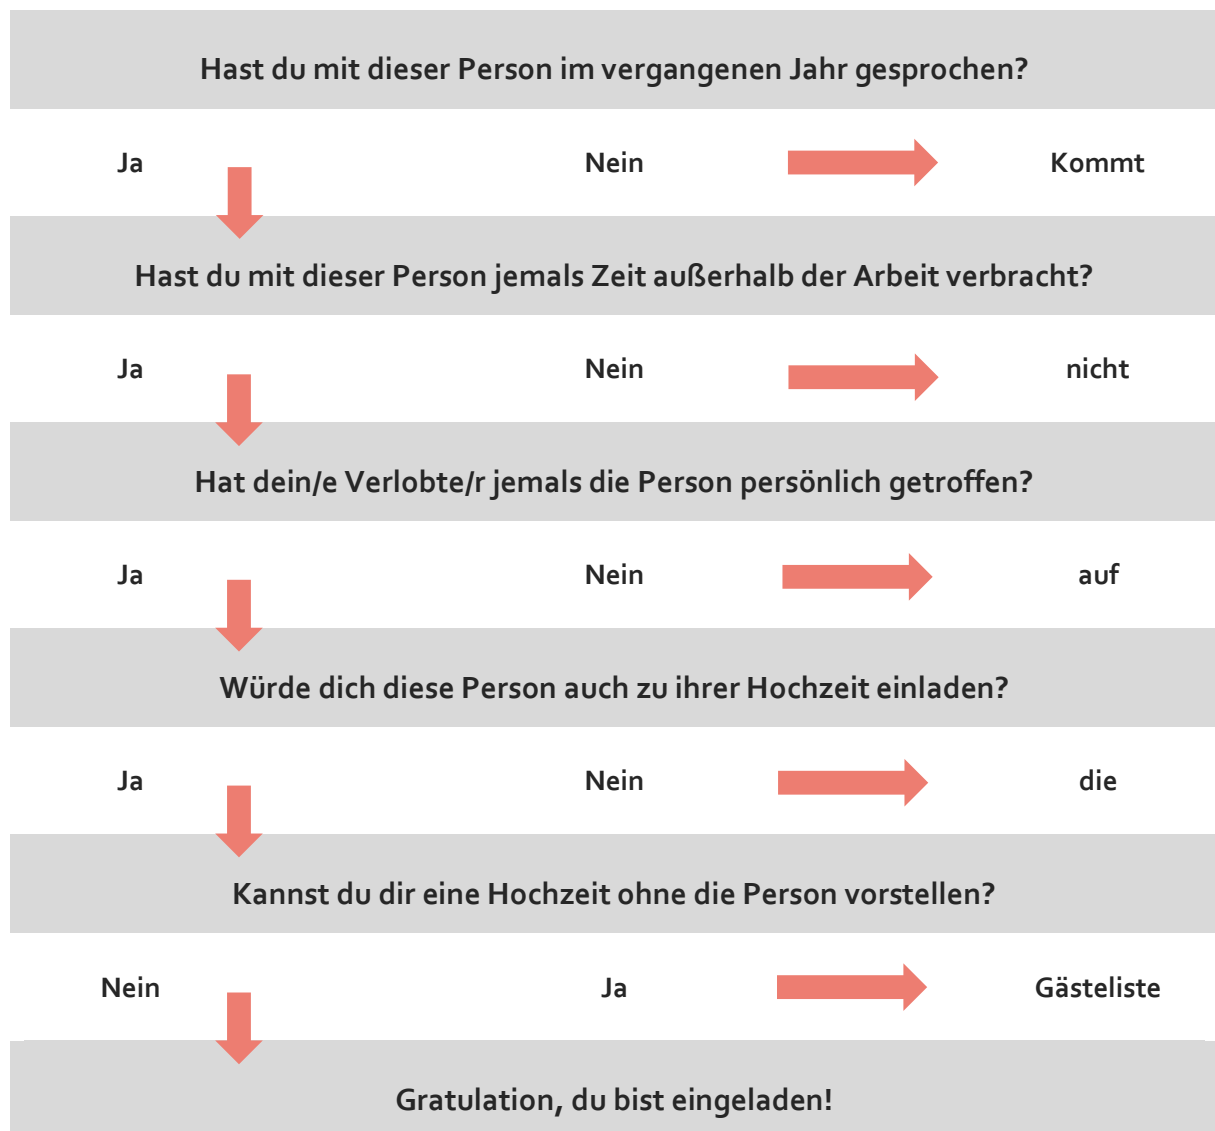 Hast du mit dieser Person im vergangenen Jahr gesprochen?
Ja Nein Kommt
Hast du mit dieser Person jemals Zeit außerhalb der Arbeit verbracht?
Ja Nein nicht
Hat dein/e Verlobte/r jemals die Person persönlich getroffen?
Ja Nein auf
Würde dich diese Person auch zu ihrer Hochzeit einladen?
Ja Nein die
Kannst du dir eine Hochzeit ohne die Person vorstellen?
Nein Ja Gästeliste
Gratulation, du bist eingeladen!